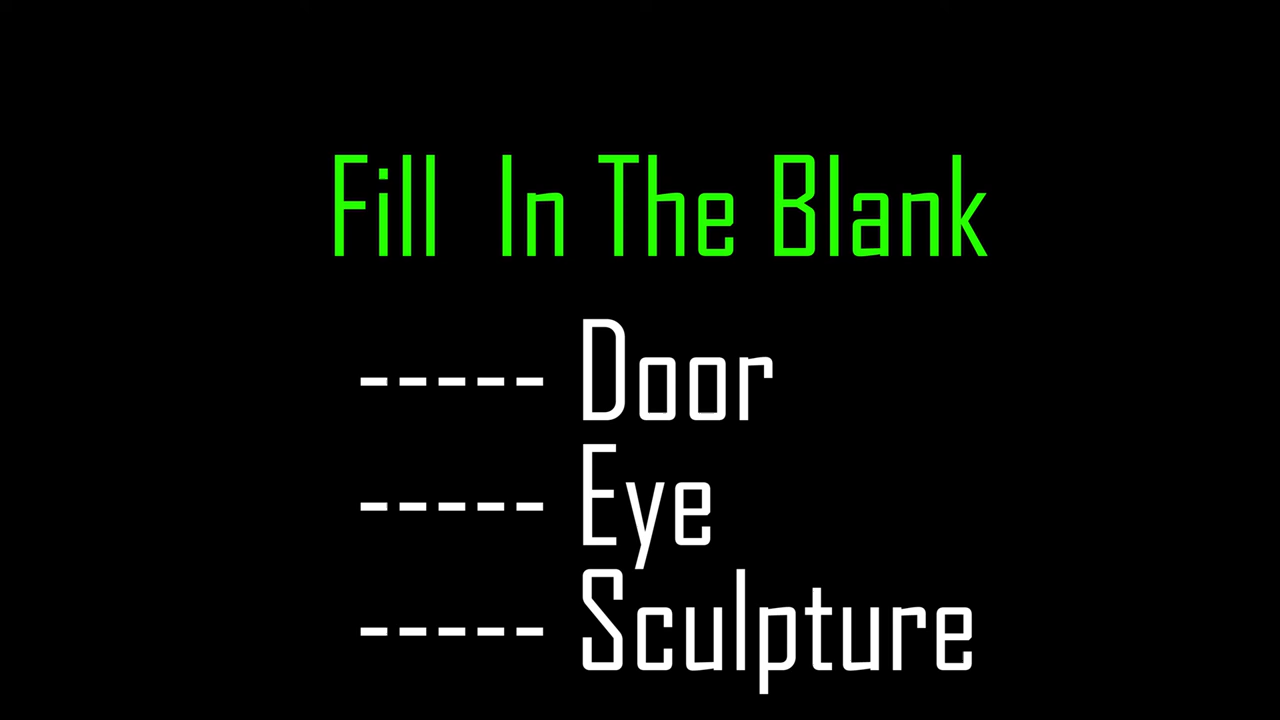 Fill In The Blank
----- Door
----- Eye
----- Sculpture